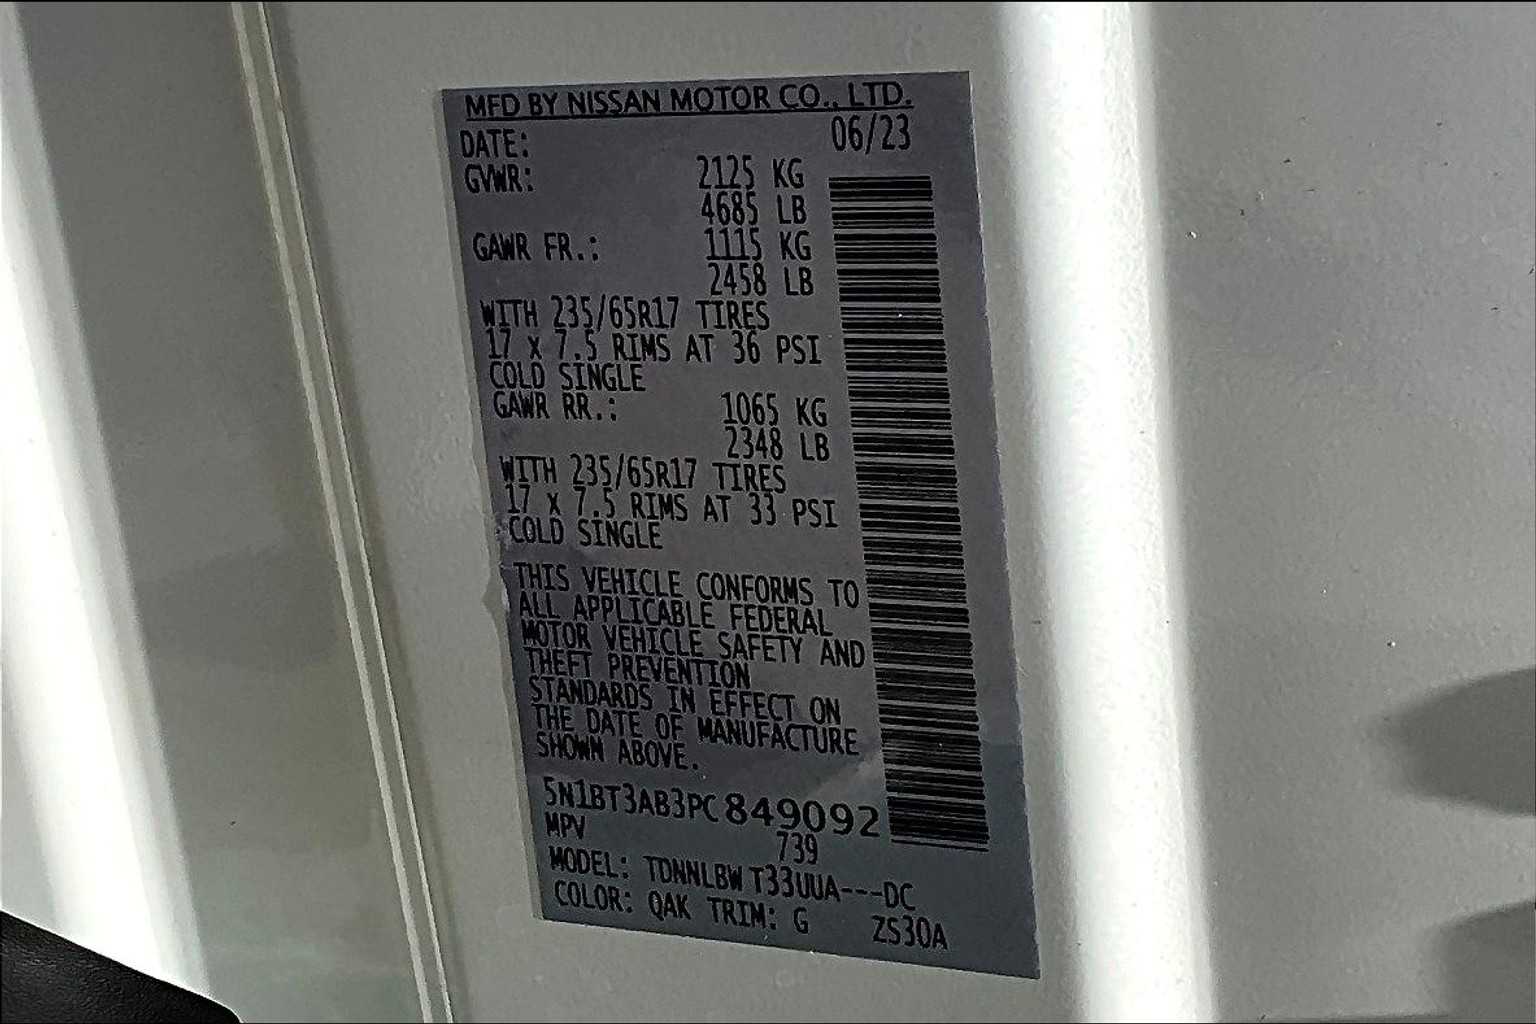 MFD BY NISSAN MOTOR CO., LTD.
DATE: 06/23
GVWR: 2125 KG
4685 LB
GAWR FR.: 1115 KG
2458 LB
WITH 235/65R17 TIRES
17 x 7.5 RIMS AT 36 PSI
COLD SINGLE
GAWR RR.: 1065 KG
2348 LB
WITH 235/65R17 TIRES
17 x 7.5 RIMS AT 33 PSI
COLD SINGLE
THIS VEHICLE CONFORMS TO
ALL APPLICABLE FEDERAL
MOTOR VEHICLE SAFETY AND
THEFT PREVENTION
STANDARDS IN EFFECT ON
THE DATE OF MANUFACTURE
SHOWN ABOVE.
5N1BT3AB3PC849092
MPV 739
MODEL: TDNNLBW T33UUA---DC
COLOR: QAK TRIM: G ZS30A